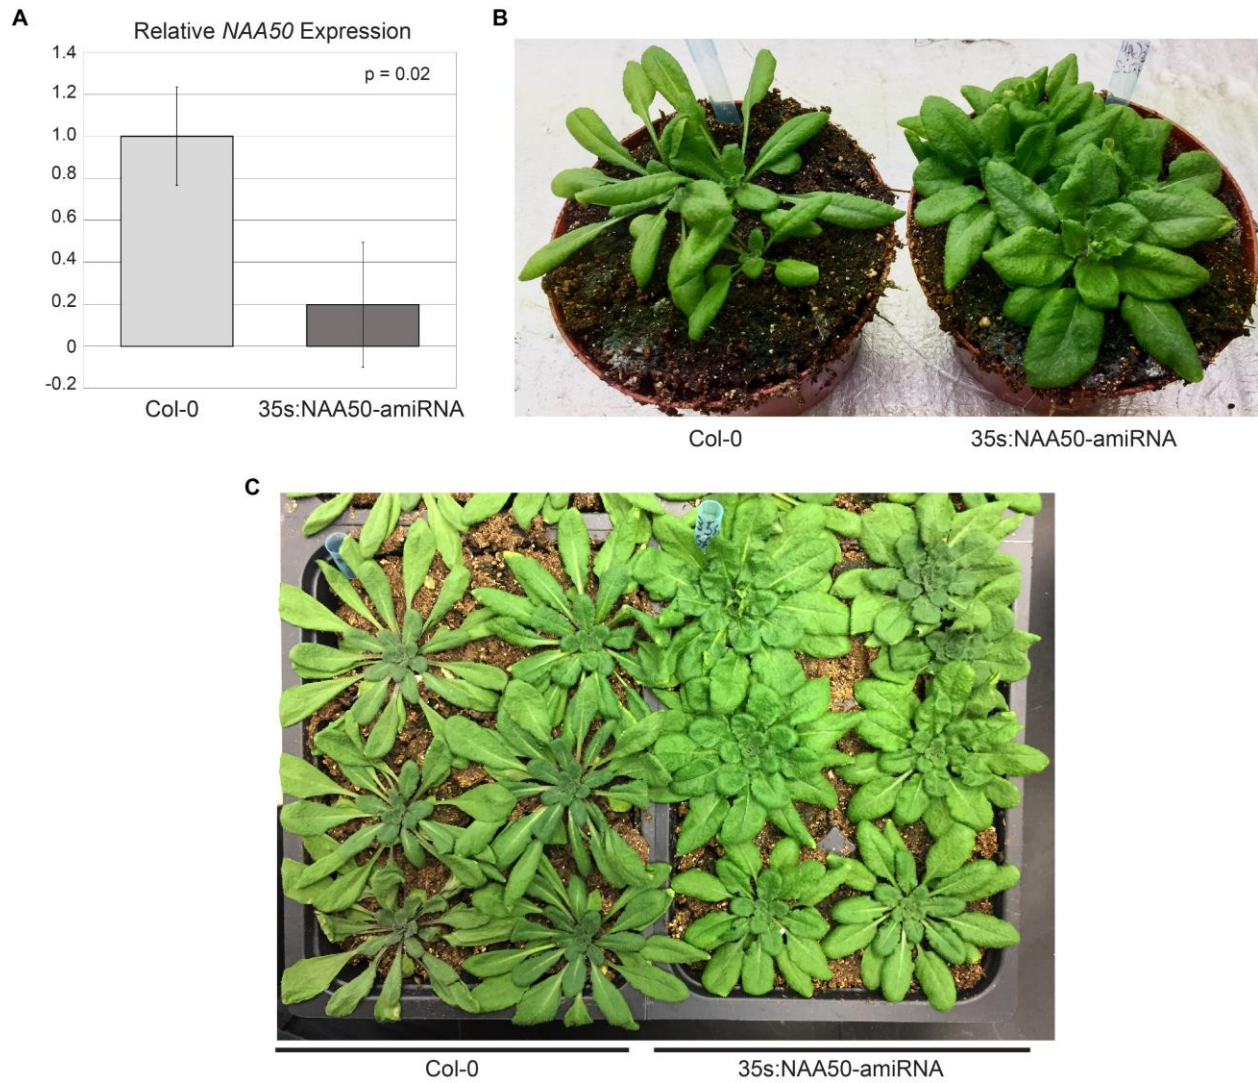 A
Relative NAA50 Expression
1.4
1.2
1.0
0.8
0.6
0.4
0.2
0
-0.2
p = 0.02
Col-0
35s:NAA50-amiRNA
B
Col-0
35s:NAA50-amiRNA
C
Col-0
35s:NAA50-amiRNA